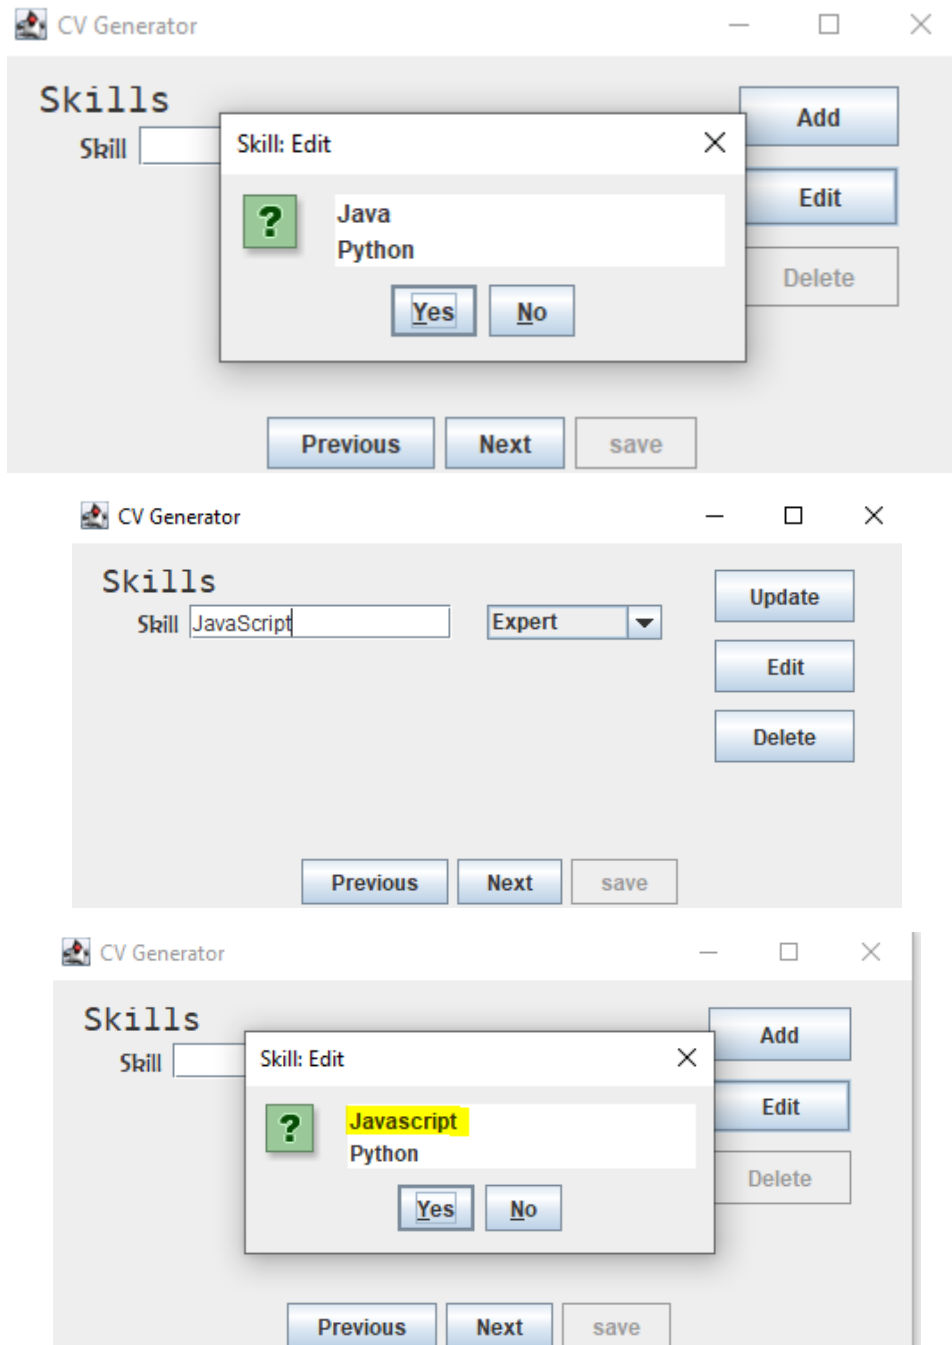 CV Generator
Skills
Add
Skill
Skill: Edit
Java
Edit
Python
Delete
Yes No
Previous Next save
CV Generator
Skills
Update
Skill JavaScript Expert
Edit
Delete
Previous Next save
CV Generator
Skills
Add
Skill
Skill: Edit
Javascript
Edit
Python
Delete
Yes No
Previous Next save